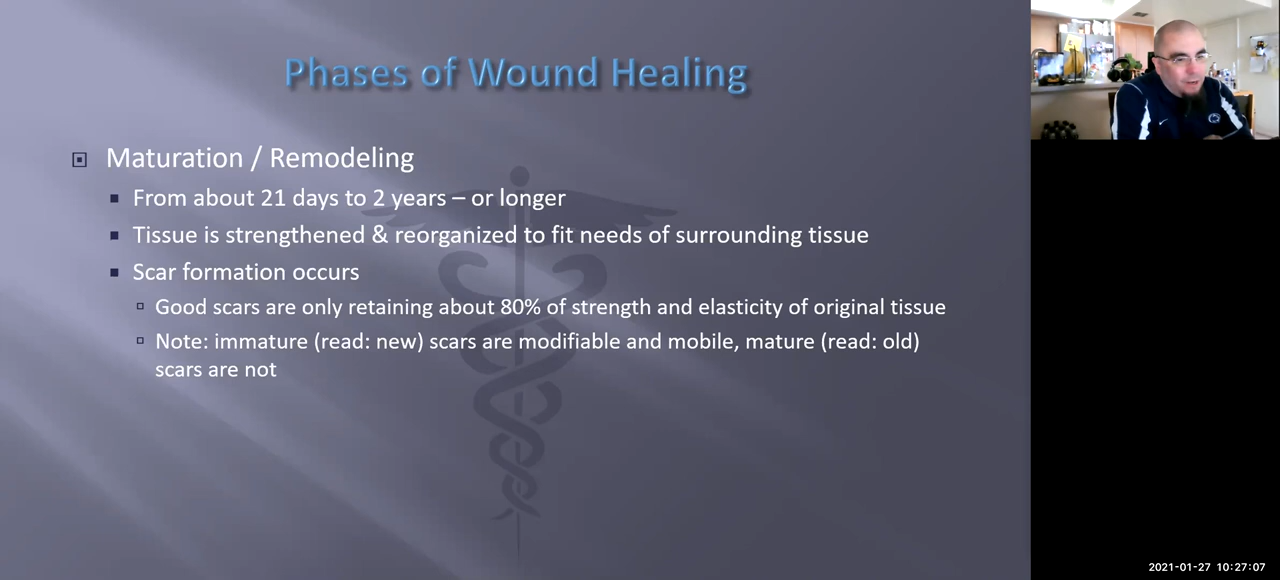 Phases of Wound Healing
Maturation / Remodeling
From about 21 days to 2 years – or longer
Tissue is strengthened & reorganized to fit needs of surrounding tissue
Scar formation occurs
Good scars are only retaining about 80% of strength and elasticity of original tissue
Note: immature (read: new) scars are modifiable and mobile, mature (read: old)
scars are not
2021-01-27 10:27:07